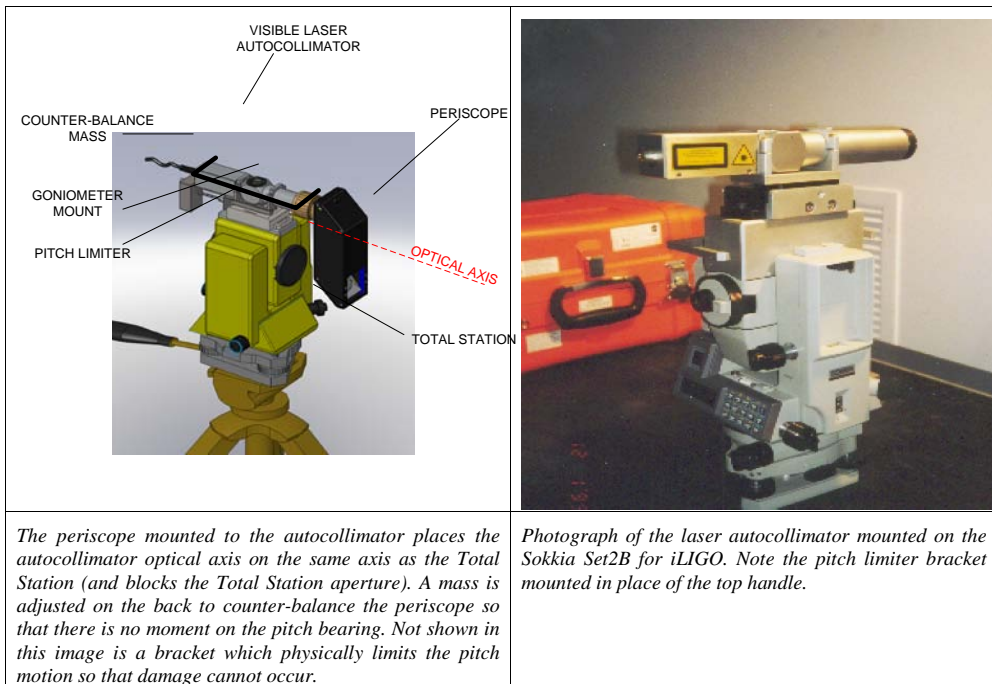 VISIBLE LASER
AUTOCOLLIMATOR
PERISCOPE
COUNTER-BALANCE
MASS
GONIOMETER
MOUNT
PITCH LIMITER
OPTICAL AXIS
TOTAL STATION
The periscope mounted to the autocollimator places the
autocollimator optical axis on the same axis as the Total
Station (and blocks the Total Station aperture). A mass is
adjusted on the back to counter-balance the periscope so
that there is no moment on the pitch bearing. Not shown in
this image is a bracket which physically limits the pitch
motion so that damage cannot occur.
Photograph of the laser autocollimator mounted on the
Sokkia Set2B for iLIGO. Note the pitch limiter bracket
mounted in place of the top handle.